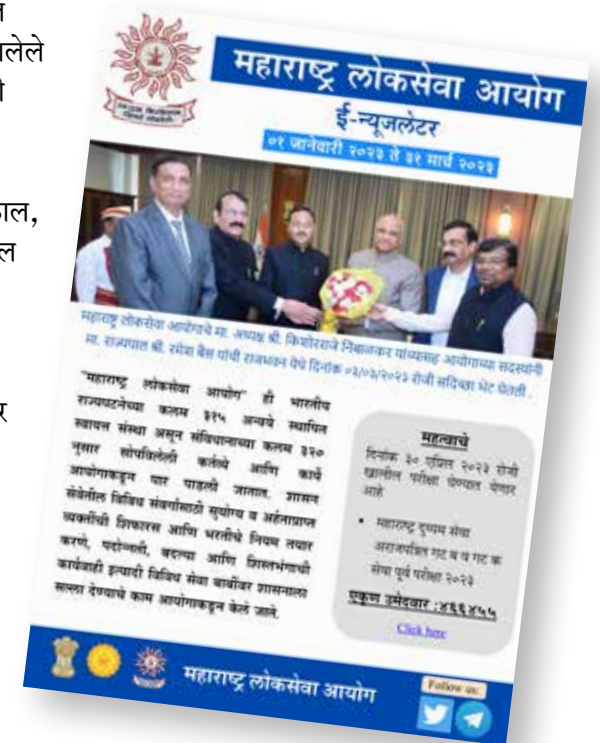 लेले
ी
ाल,
ल
र
महाराष्ट्र लोकसेवा आयोग
ई-न्यूजलेटर
०१ जानेवारी २०२३ ते ३१ मार्च २०२३
महाराष्ट्र लोकसेवा आयोगाचे मा. अध्यक्ष श्री. किशोरराजे निंबाळकर यांच्यासह आयोगाच्या सदस्यांनी
मा. राज्यपाल श्री. रमेश बैस यांची राजभवन येथे दिनांक ०३/०३/२०२३ रोजी सदिच्छा भेट घेतली .
"महाराष्ट्र लोकसेवा आयोग" ही भारतीय
राज्यघटनेच्या कलम ३१५ अन्वये स्थापित
स्वायत्त संस्था असून संविधानाच्या कलम ३२०
नुसार सोपविलेली कर्तव्ये आणि कार्ये
आयोगाकडून पार पाडली जातात. शासन
सेवेतील विविध संवर्गासाठी सुयोग्य व अर्हताप्राप्त
व्यक्तींची शिफारस आणि भरतीचे नियम तयार
करणे, पदोन्नती, बदल्या आणि शिस्तभंगाची
कार्यवाही इत्यादी विविध सेवा बाबींवर शासनाला
सल्ला देण्याचे काम आयोगाकडून केले जाते.
महत्वाचे
दिनांक ३० एप्रिल २०२३ रोजी
खालील परीक्षा घेण्यात येणार
आहे
▪ महाराष्ट्र दुय्यम सेवा
अराजपत्रित गट ब व गट क
सेवा पूर्व परीक्षा २०२३
एकूण उमेदवार :४६६४५५
Click here
महाराष्ट्र लोकसेवा आयोग
Follow us: